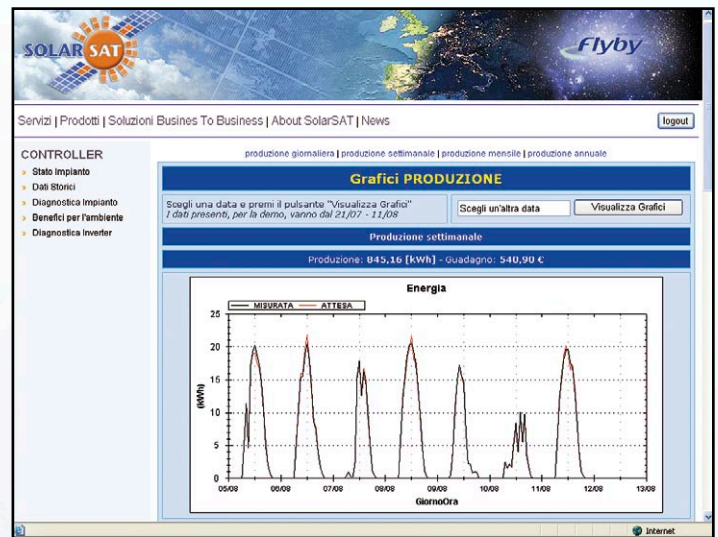 SOLAR SAT
Flyby
Servizi | Prodotti | Soluzioni Busines To Business | About SolarSAT | News
logout
CONTROLLER
Stato Impianto
Dati Storici
Diagnostica Impianto
Benefici per l'ambiente
Diagnostica Inverter
produzione giornaliera | produzione settimanale | produzione mensile | produzione annuale
Grafici PRODUZIONE
Scegli una data e premi il pulsante "Visualizza Grafici"
I dati presenti, per la demo, vanno dal 21/07 - 11/08
Scegli un'altra data
Visualizza Grafici
Produzione settimanale
Produzione: 845,16 [kWh] - Guadagno: 540,90 €
Energia
MISURATA ATTESA
25
20
15
10
5
0
(kWh)
05/08 06/08 07/08 08/08 09/08 10/08 11/08 12/08 13/08
GiornoOra
Internet